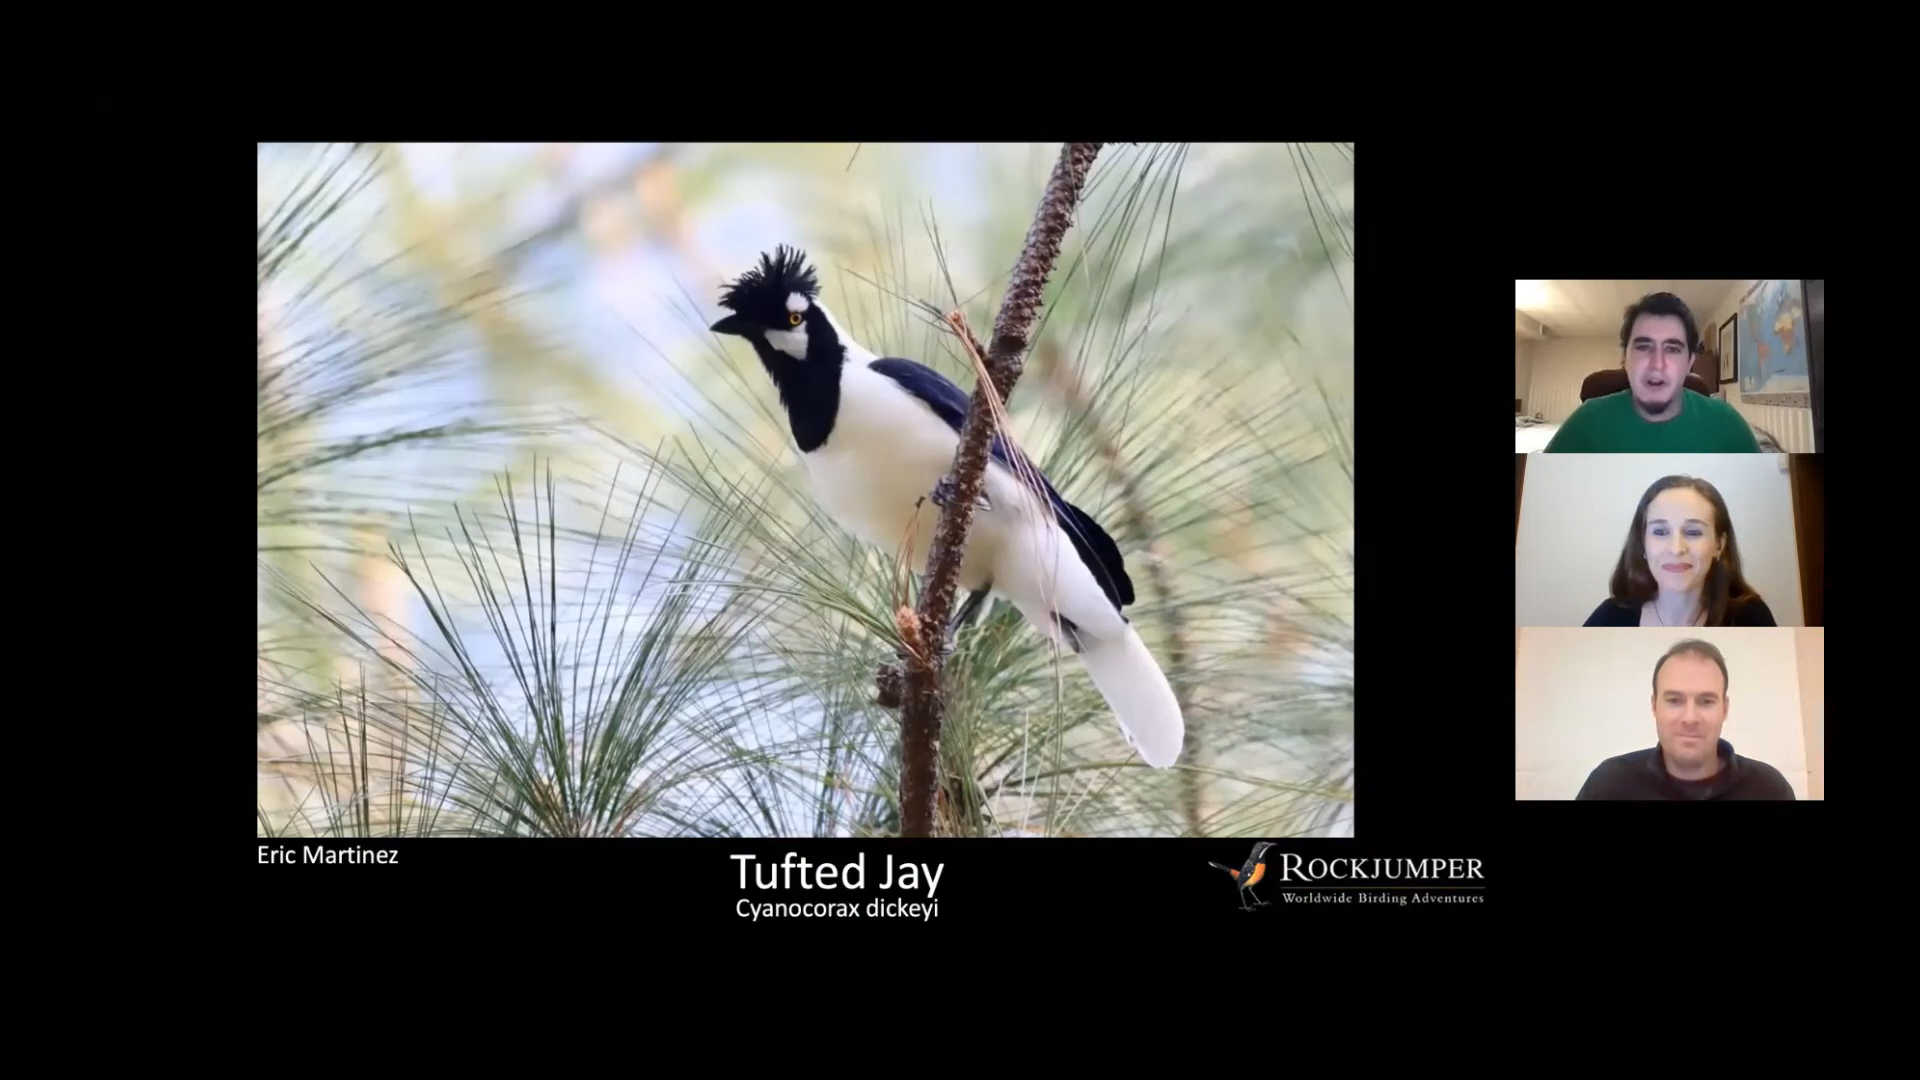 Eric Martinez
Tufted Jay
Cyanocorax dickeyi
ROCKJUMPER
Worldwide Birding Adventures